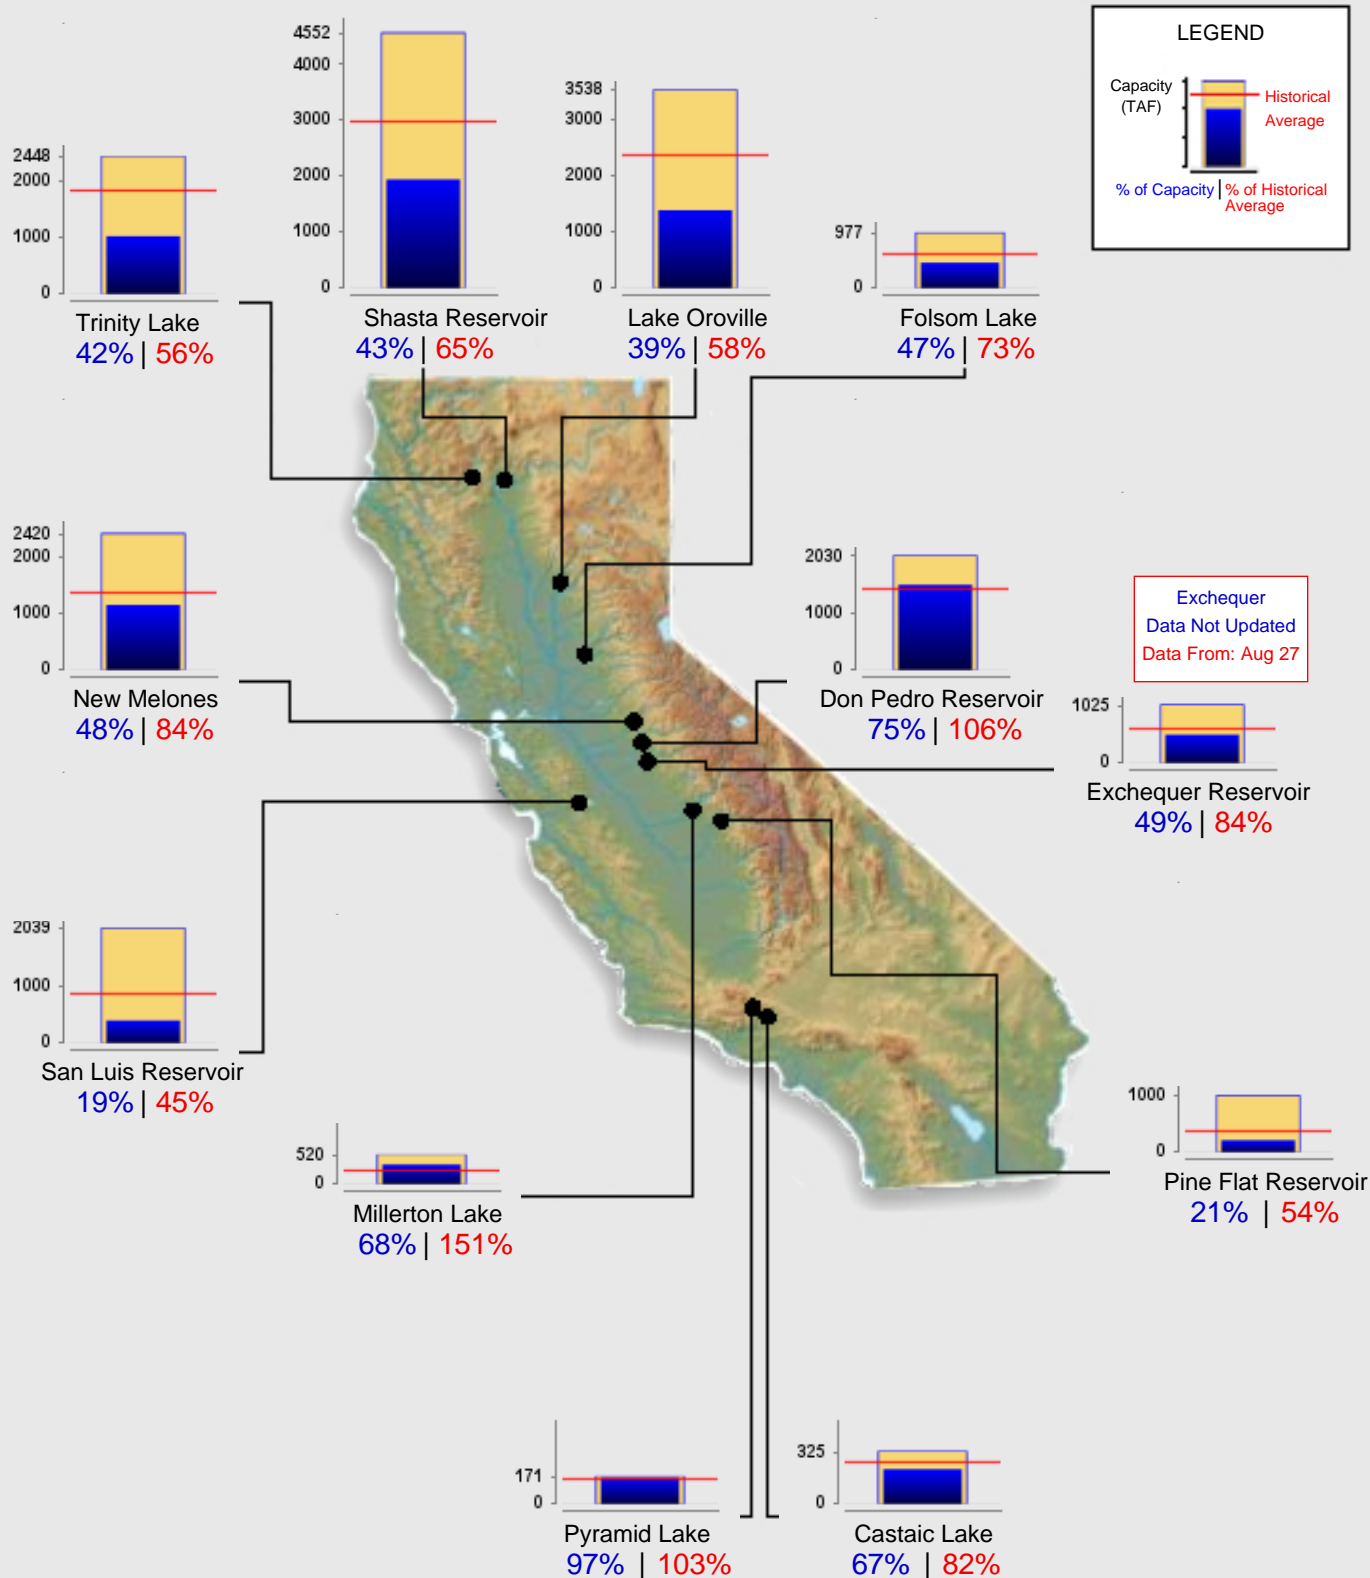 LEGEND
Capacity
(TAF)
Historical
Average
% of Capacity | % of Historical
Average
4552
4000
3000
2000
1000
0
Shasta Reservoir
43% | 65%
3538
3000
2000
1000
0
Lake Oroville
39% | 58%
2448
2000
1000
0
Trinity Lake
42% | 56%
977
0
Folsom Lake
47% | 73%
2420
2000
1000
0
New Melones
48% | 84%
2030
1000
0
Don Pedro Reservoir
75% | 106%
Exchequer
Data Not Updated
Data From: Aug 27
1025
0
Exchequer Reservoir
49% | 84%
2039
1000
0
San Luis Reservoir
19% | 45%
520
0
Millerton Lake
68% | 151%
1000
0
Pine Flat Reservoir
21% | 54%
171
0
Pyramid Lake
97% | 103%
325
0
Castaic Lake
67% | 82%